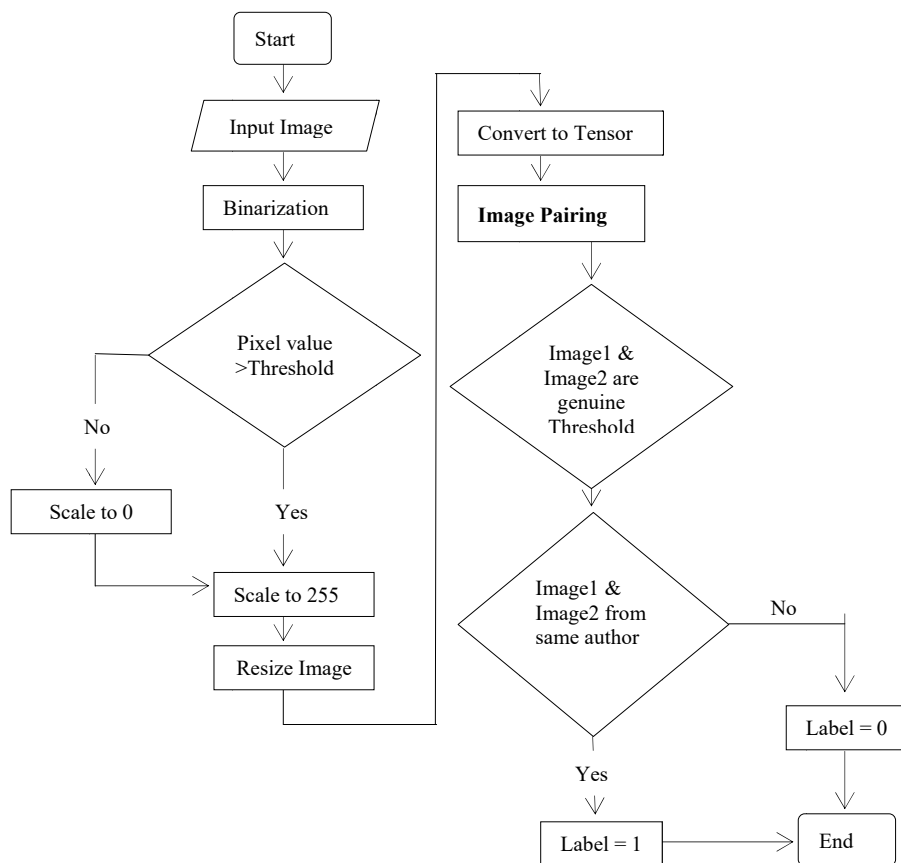 Start
Input Image
Binarization
Pixel value
>Threshold
No
Scale to 0
Yes
Scale to 255
Resize Image
Convert to Tensor
Image Pairing
Image1 &
Image2 are
genuine
Threshold
Image1 &
Image2 from
same author
No
Label = 0
Yes
Label = 1
End